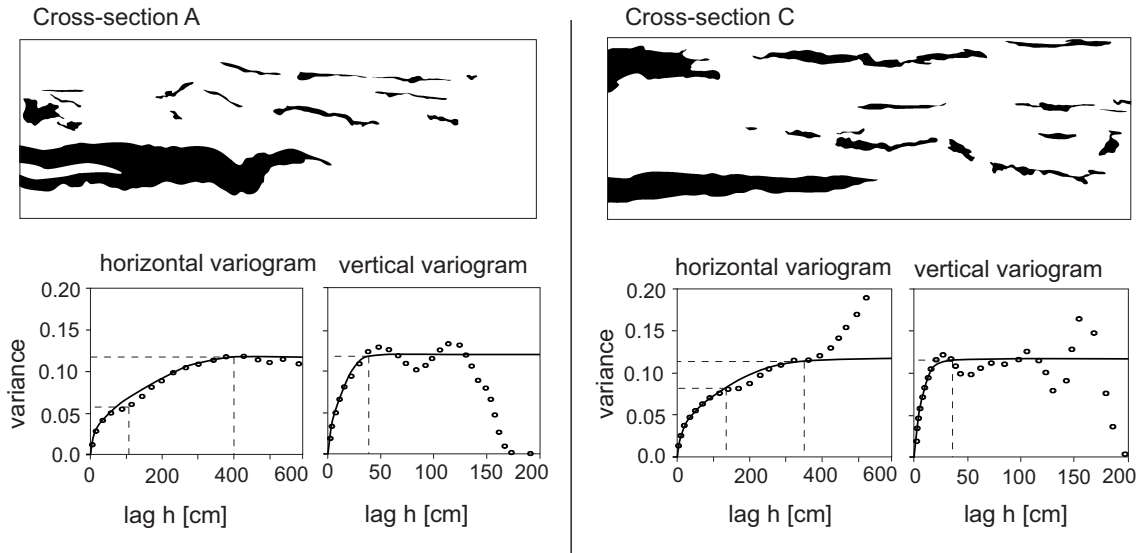 Cross-section A
Cross-section C
horizontal variogram
vertical variogram
0.20
0.15
0.10
0.05
0.0
variance
0
200
400
600
0
50
100
150
200
lag h [cm]
lag h [cm]
horizontal variogram
vertical variogram
0.20
0.15
0.10
0.05
0.00
variance
0
200
400
600
0
50
100
150
200
lag h [cm]
lag h [cm]